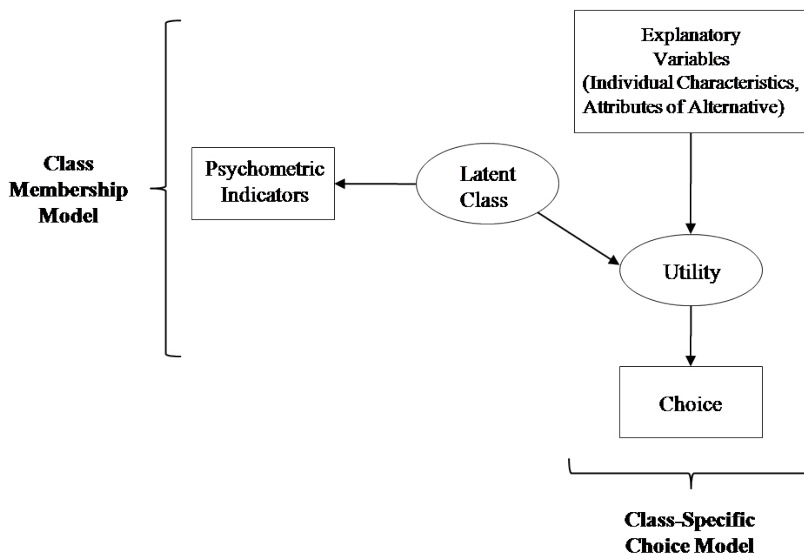 Explanatory
Variables
(Individual Characteristics,
Attributes of Alternative)
Class
Membership
Model
Psychometric
Indicators
Latent
Class
Utility
Choice
Class-Specific
Choice Model